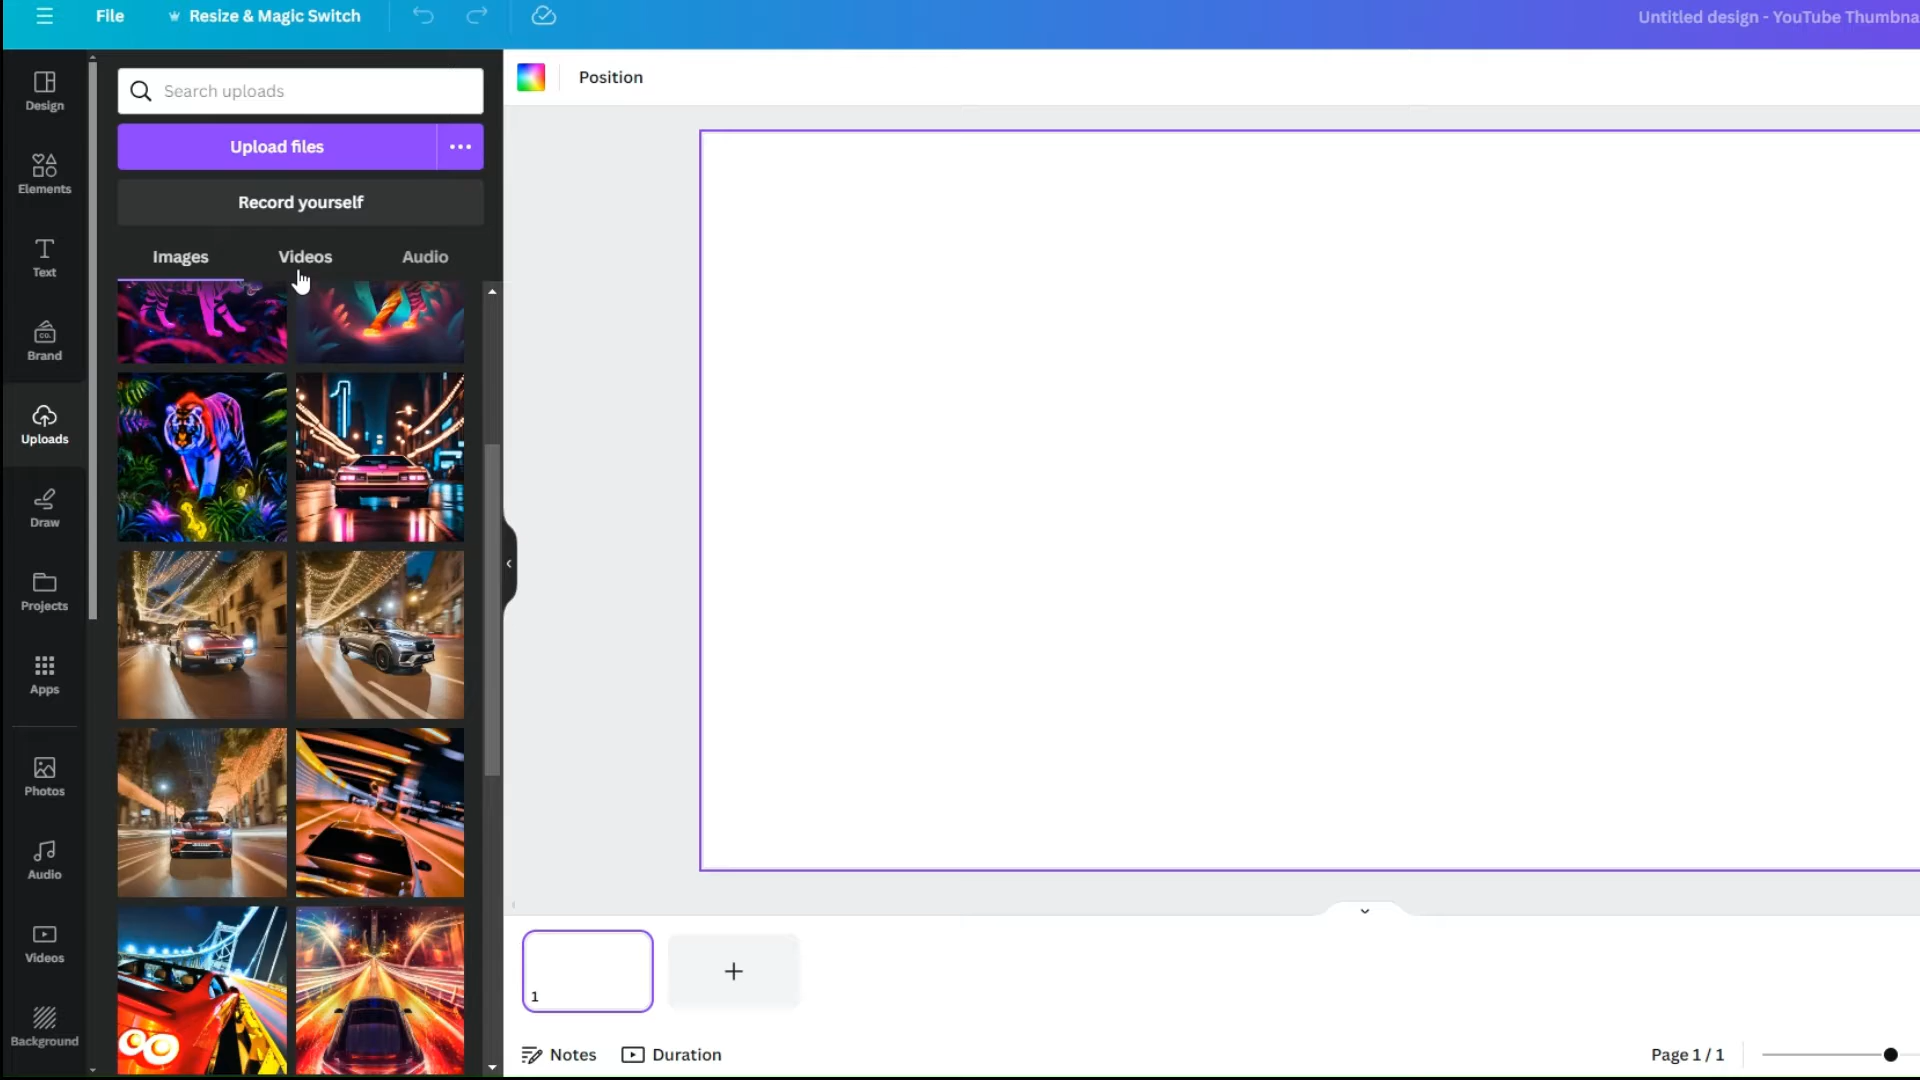 File
Resize & Magic Switch
Untitled design - YouTube Thumbna
Design
Elements
Text
CO.
Brand
Uploads
Draw
Projects
Apps
Photos
Audio
Videos
Background
Search uploads
Upload files
Record yourself
Images
Videos
Audio
Position
1
Notes
Duration
Page 1 / 1